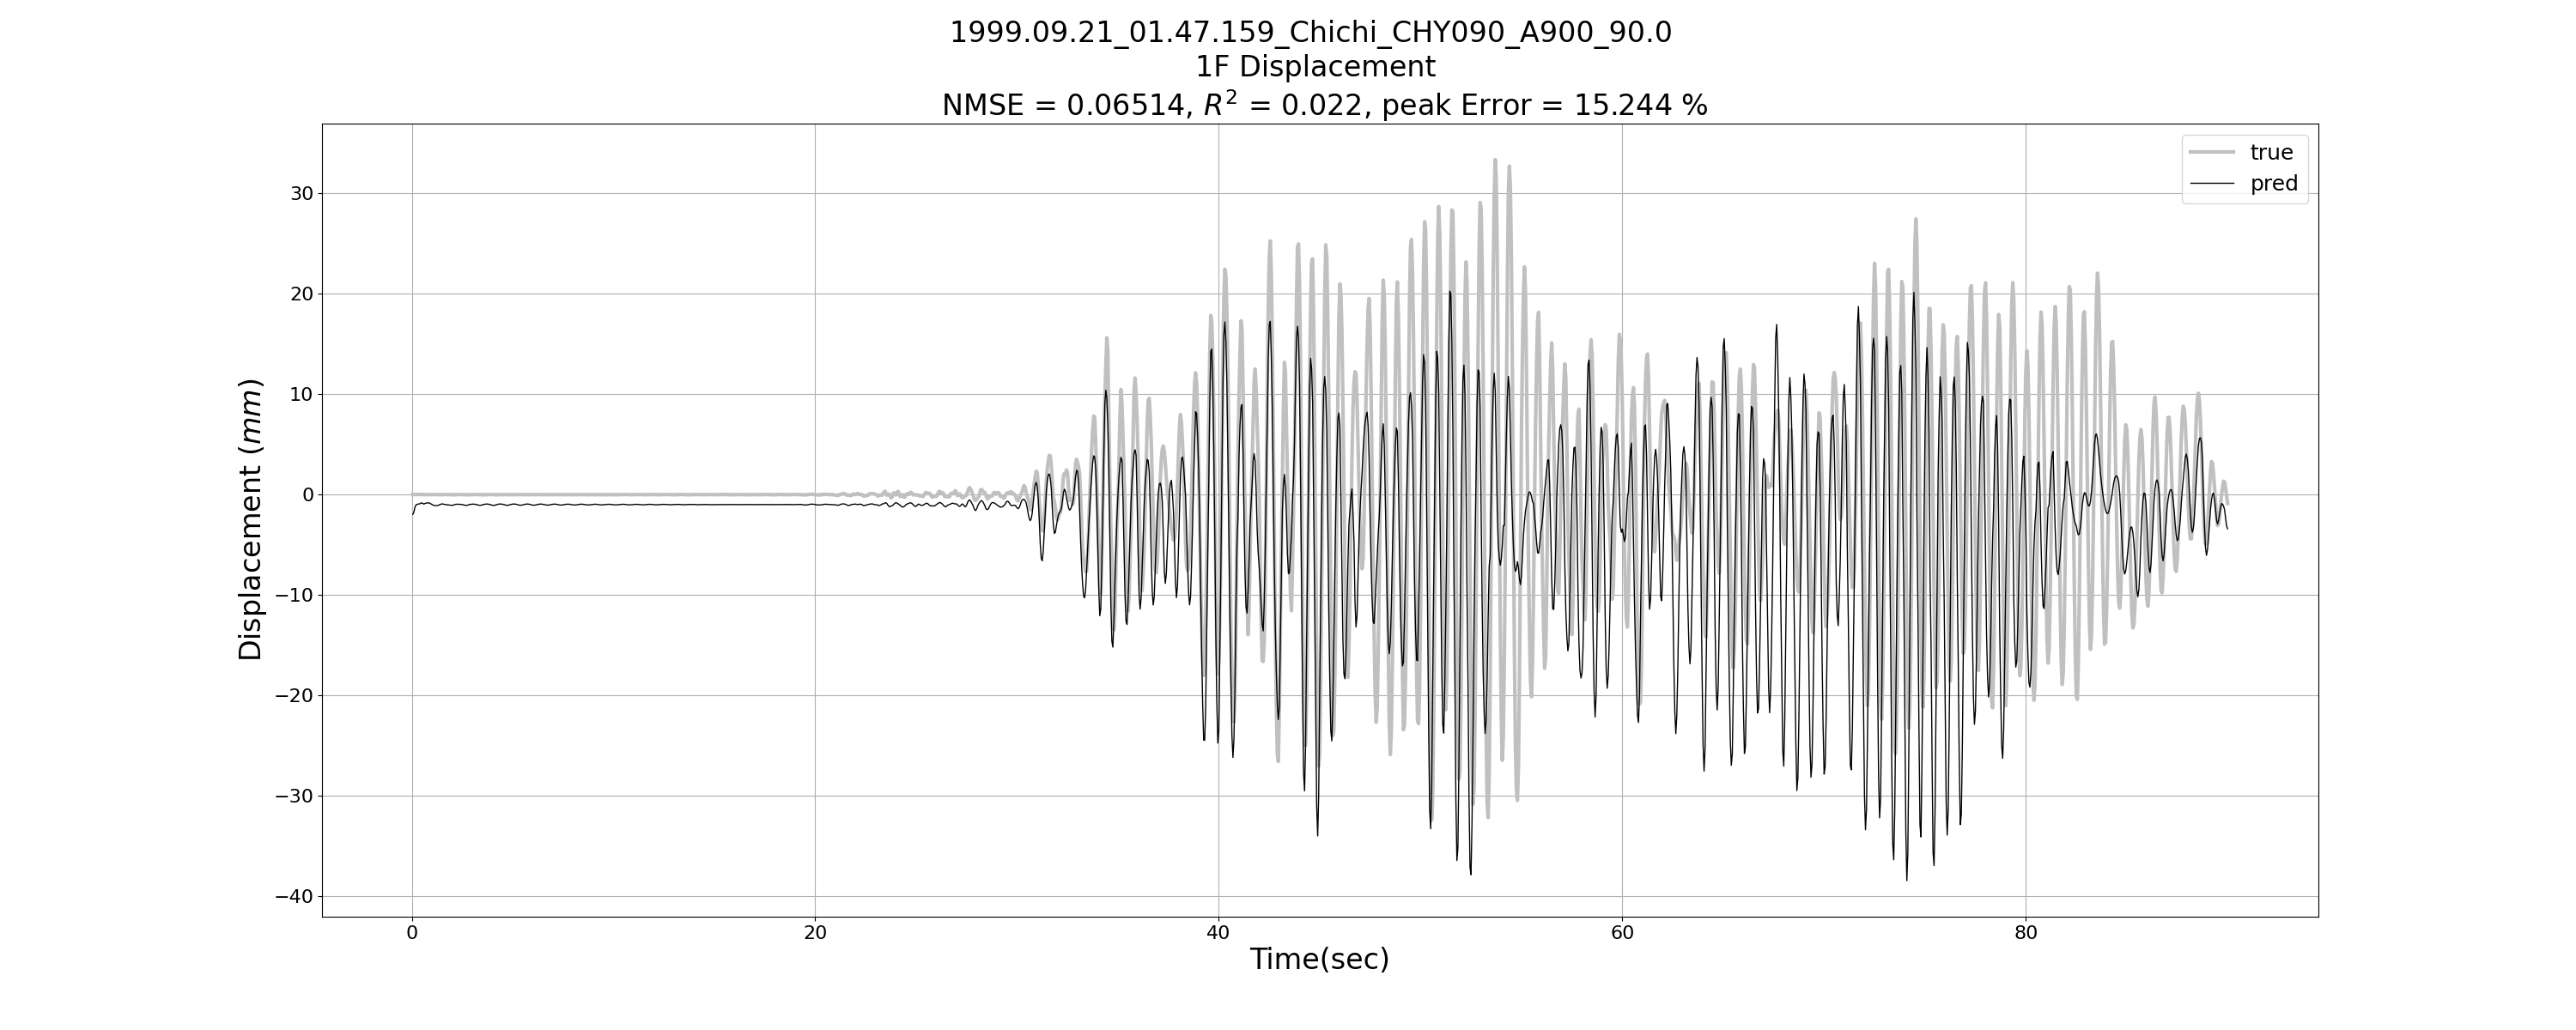 1999.09.21_01.47.159_Chichi_CHY090_A900_90.0
1F Displacement
NMSE = 0.06514, R² = 0.022, peak Error = 15.244 %
true
pred
30
20
10
0
−10
−20
−30
−40
Displacement (mm)
0 20 40 60 80
Time(sec)